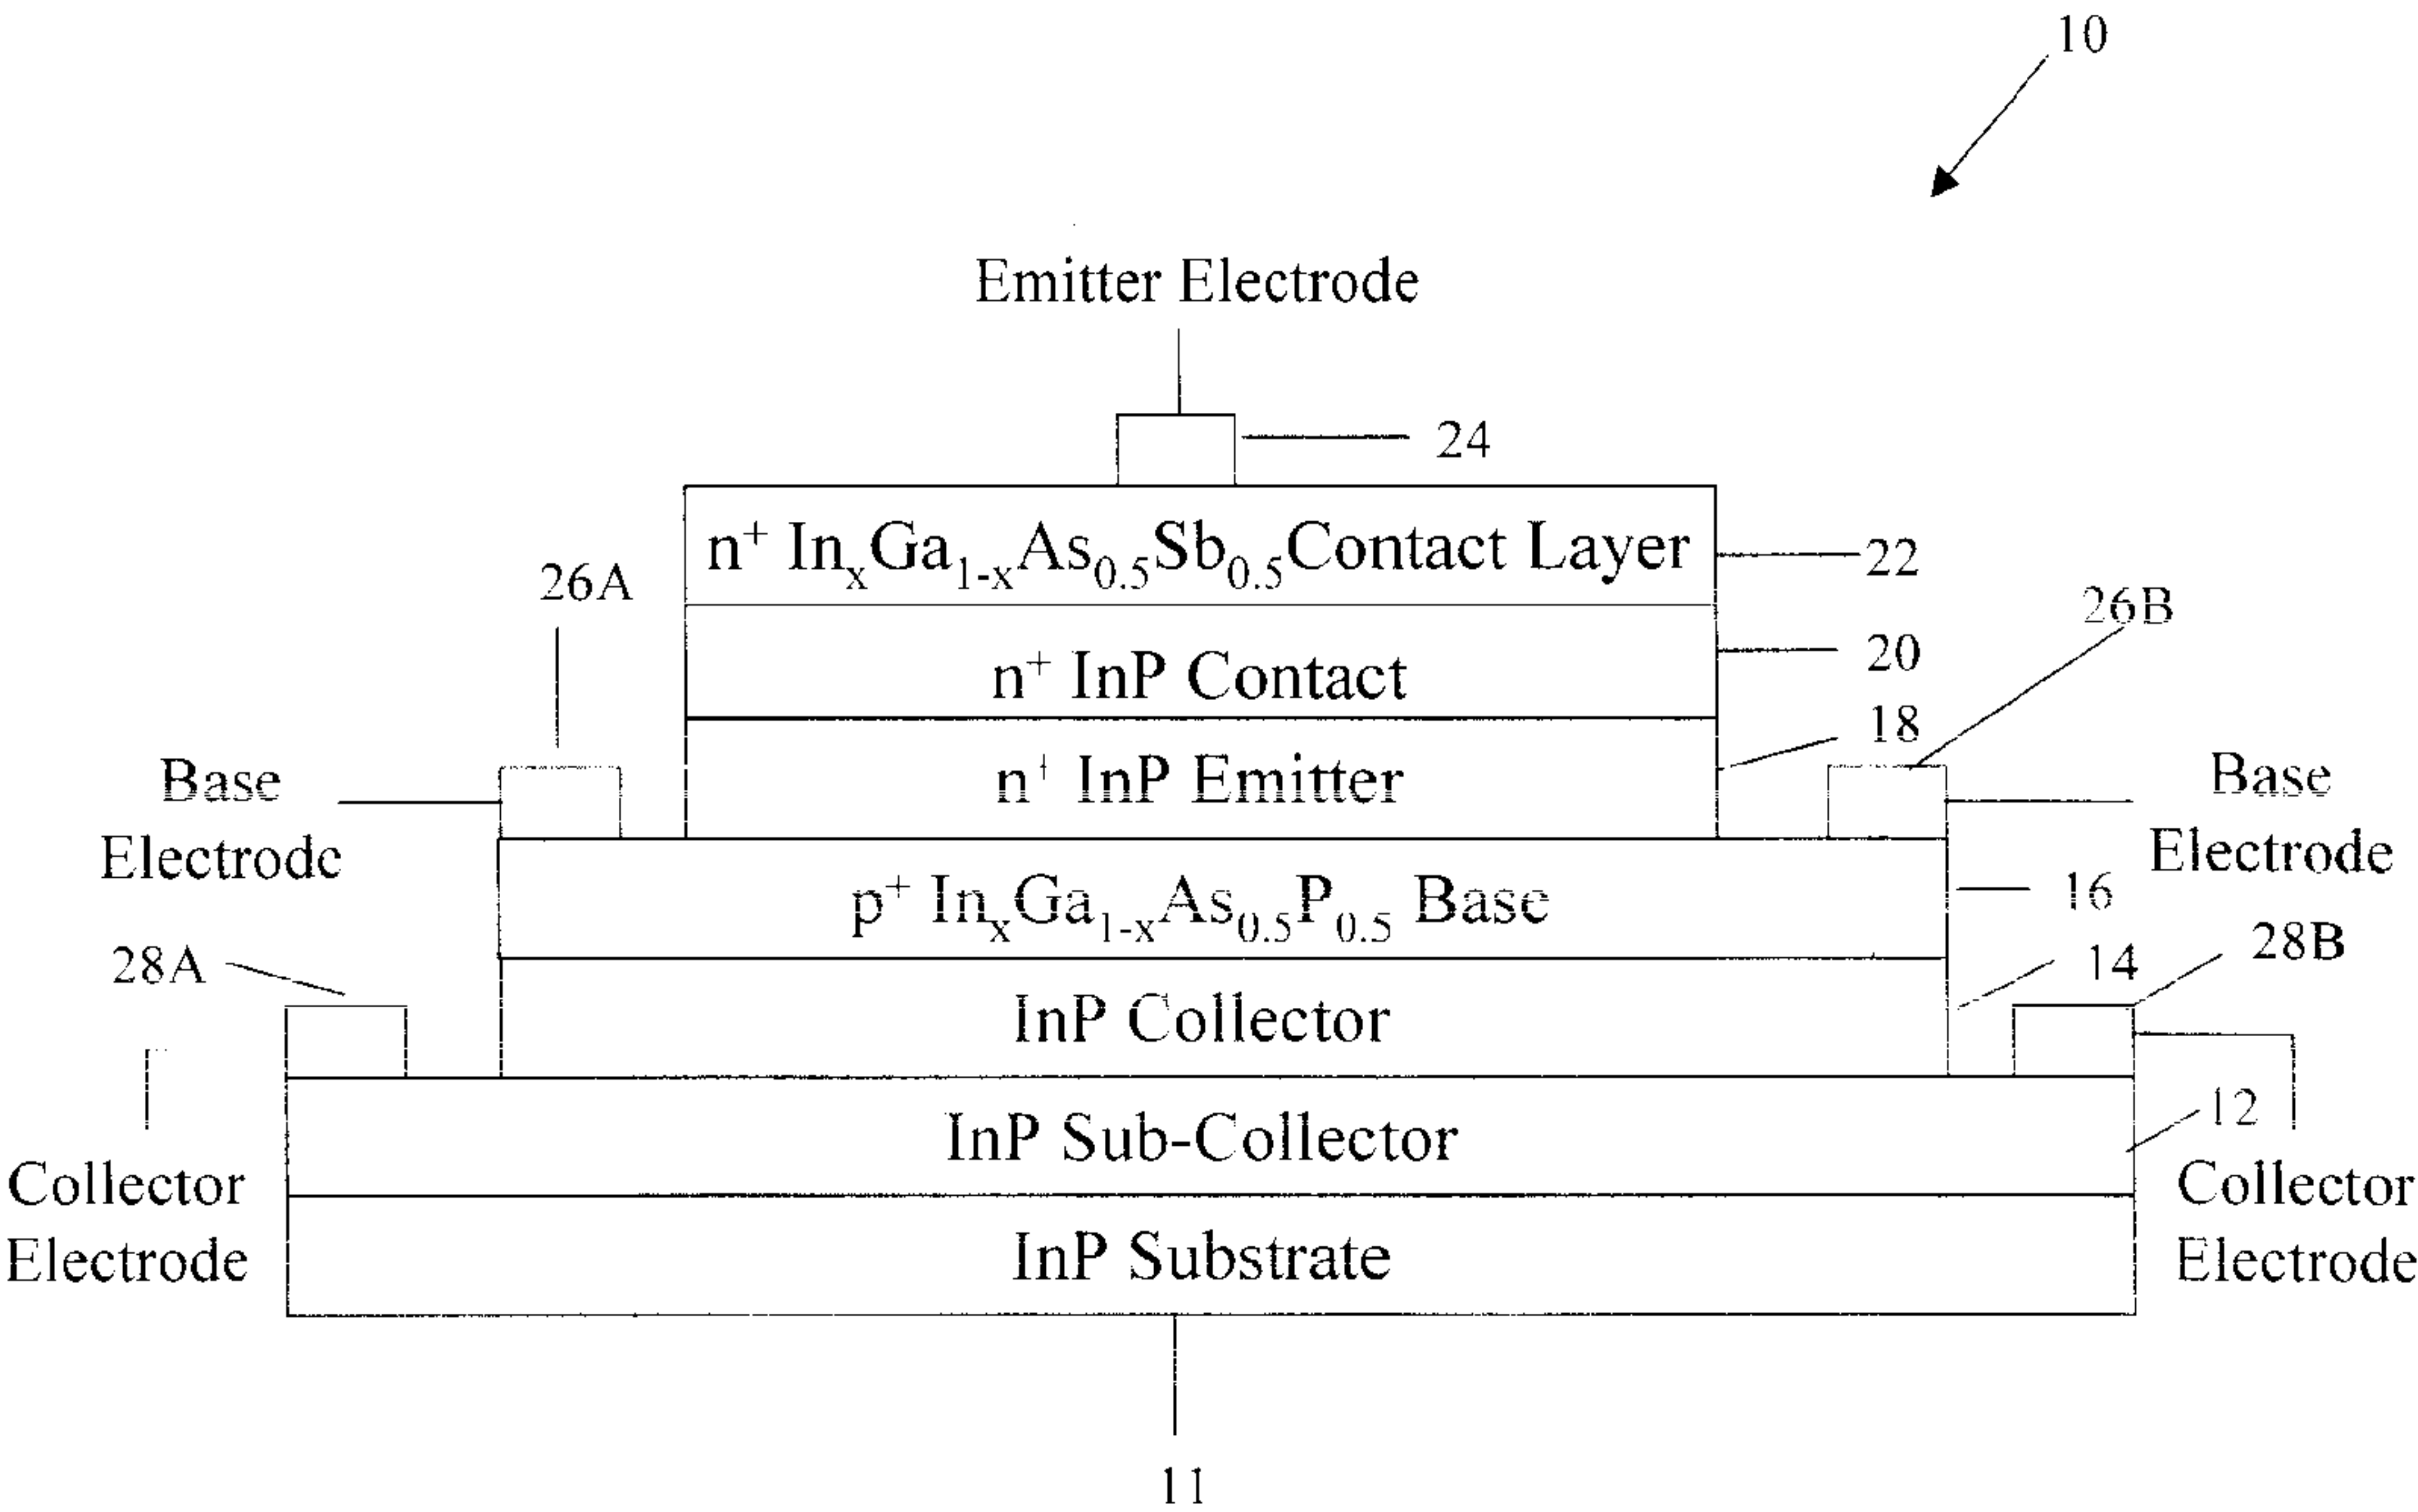 10
Emitter Electrode
24
n⁺ InₓGa₁₋ₓAs₀.₅Sb₀.₅Contact Layer
22
26A
26B
n⁺ InP Contact
20
18
n⁺ InP Emitter
Base
Electrode
Base
Electrode
p⁺ InₓGa₁₋ₓAs₀.₅P₀.₅ Base
16
28A
28B
14
InP Collector
12
InP Sub-Collector
Collector
Electrode
Collector
Electrode
InP Substrate
11